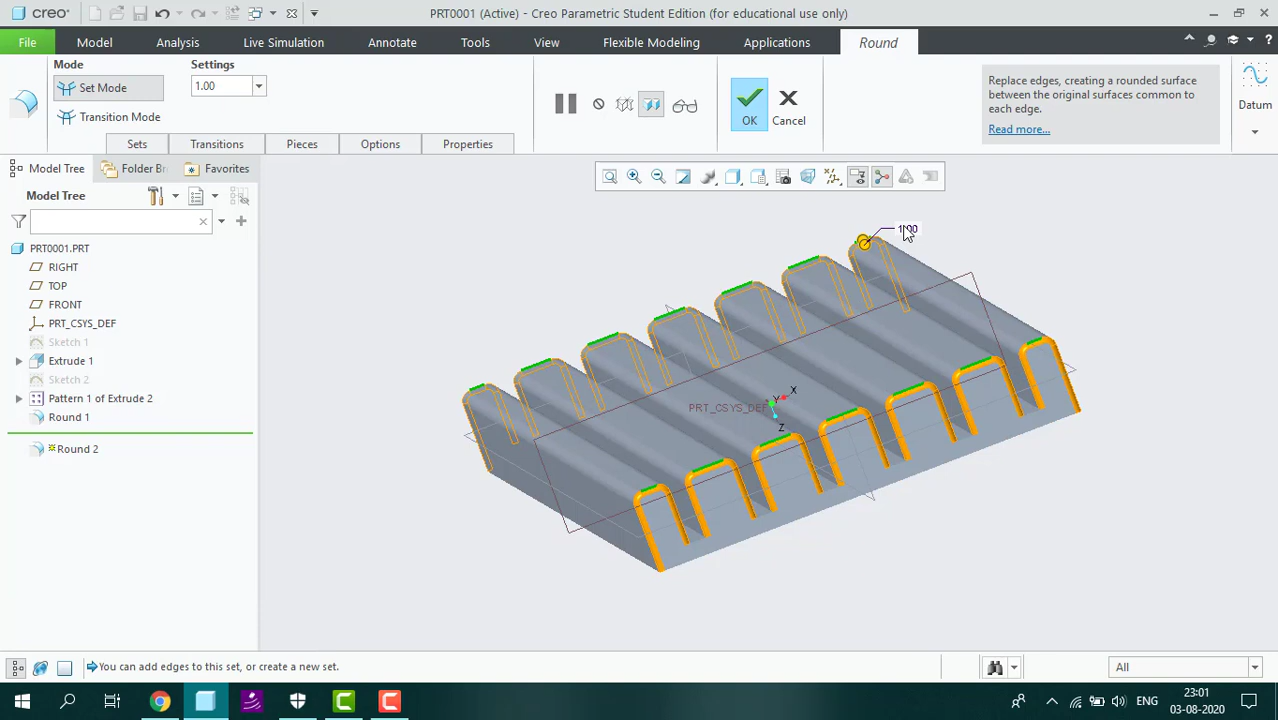 creo PRT0001 (Active) - Creo Parametric Student Edition (for educational use only)
File Model Analysis Live Simulation Annotate Tools View Flexible Modeling Applications Round
Mode Settings
Set Mode 1.00
Transition Mode
OK Cancel
Replace edges, creating a rounded surface between the original surfaces common to each edge.
Read more...
Datum
Sets Transitions Pieces Options Properties
Model Tree Folder Br Favorites
Model Tree
PRT0001.PRT
RIGHT
TOP
FRONT
PRT_CSYS_DEF
Sketch 1
Extrude 1
Sketch 2
Pattern 1 of Extrude 2
Round 1
Round 2
1.00
PRT_CSYS_DEF
X
Y
Z
You can add edges to this set, or create a new set.
All
ENG
23:01
03-08-2020